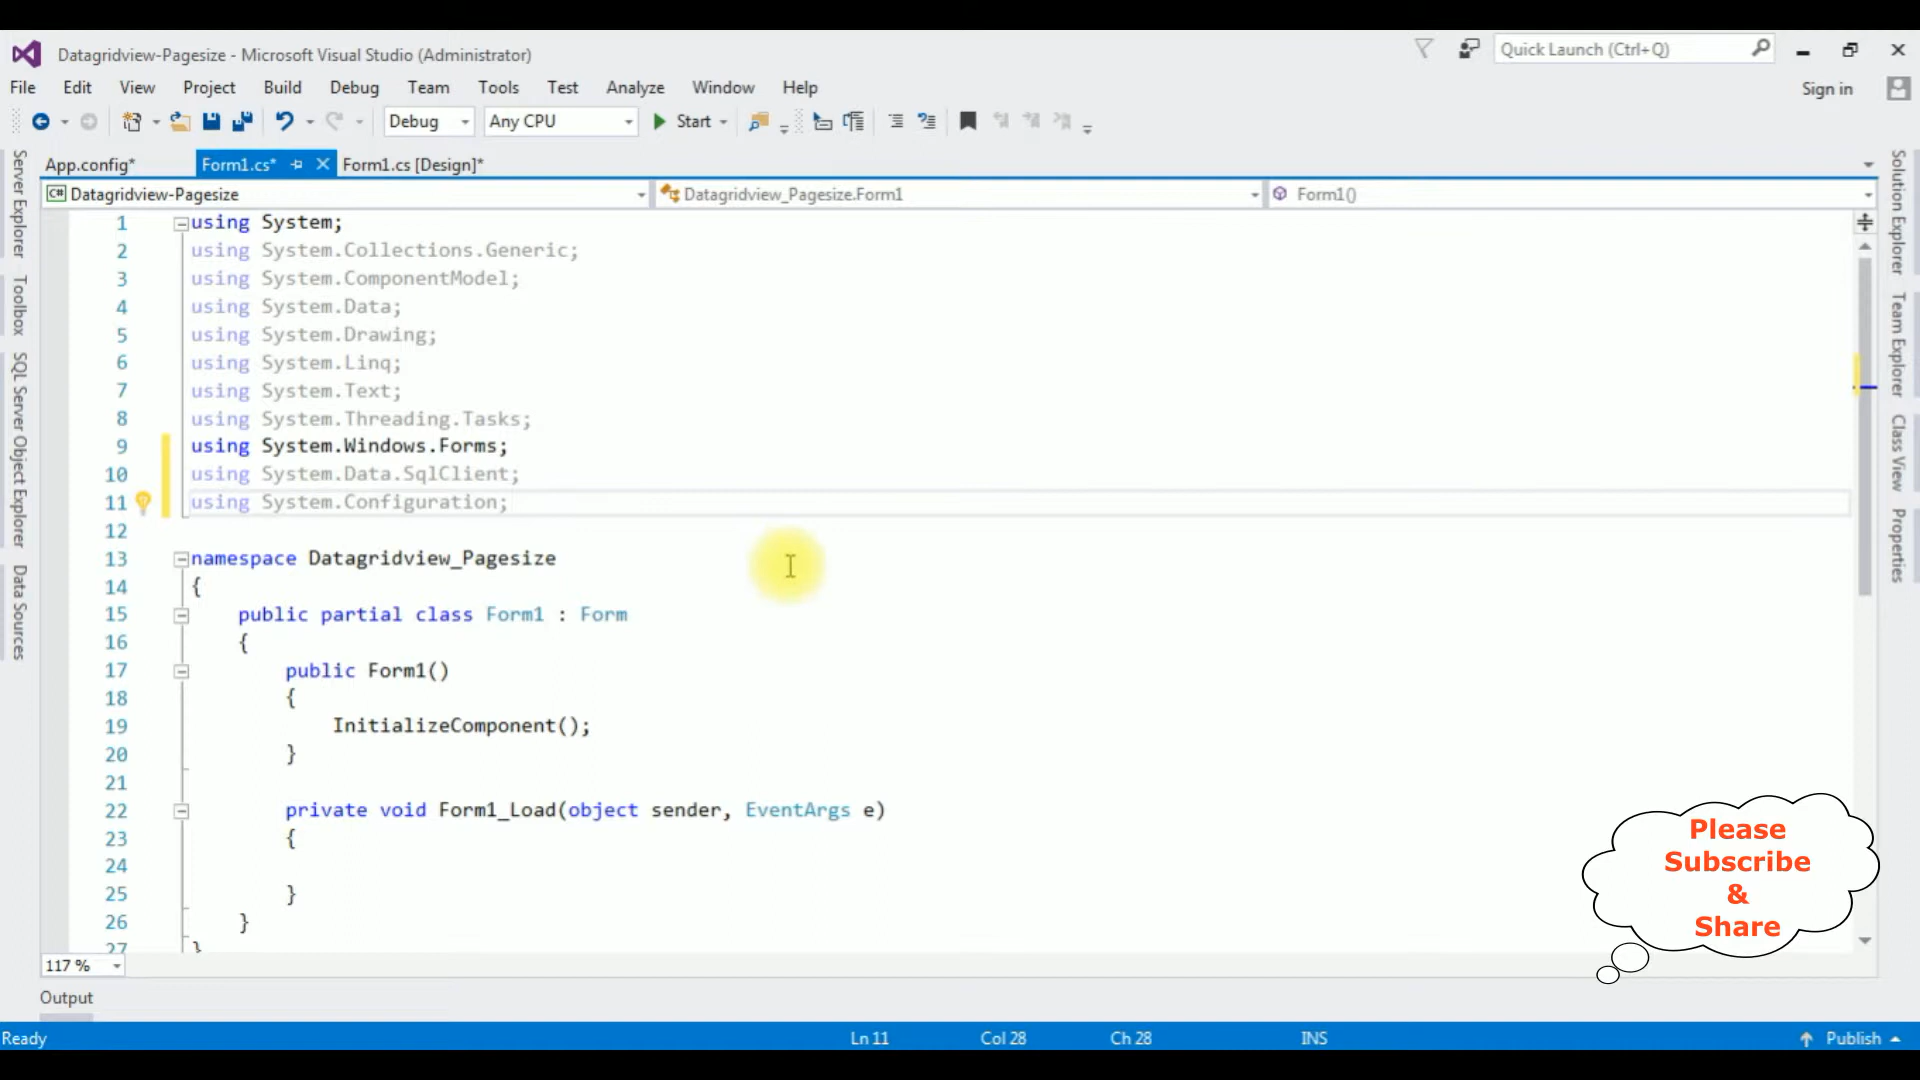 Datagridview-Pagesize - Microsoft Visual Studio (Administrator)
Quick Launch (Ctrl+Q)
File Edit View Project Build Debug Team Tools Test Analyze Window Help
Sign in
Debug Any CPU Start
App.config* Form1.cs* Form1.cs [Design]*
C# Datagridview-Pagesize Datagridview_Pagesize.Form1 Form1()
Server Explorer
Toolbox
SQL Server Object Explorer
Data Sources
1 using System;
2 using System.Collections.Generic;
3 using System.ComponentModel;
4 using System.Data;
5 using System.Drawing;
6 using System.Linq;
7 using System.Text;
8 using System.Threading.Tasks;
9 using System.Windows.Forms;
10 using System.Data.SqlClient;
11 using System.Configuration;
12
13 namespace Datagridview_Pagesize
14 {
15 public partial class Form1 : Form
16 {
17 public Form1()
18 {
19 InitializeComponent();
20 }
21
22 private void Form1_Load(object sender, EventArgs e)
23 {
24
25 }
26 }
27 }
Solution Explorer
Team Explorer
Class View
Properties
Please
Subscribe
&
Share
117 %
Output
Ready Ln 11 Col 28 Ch 28 INS Publish